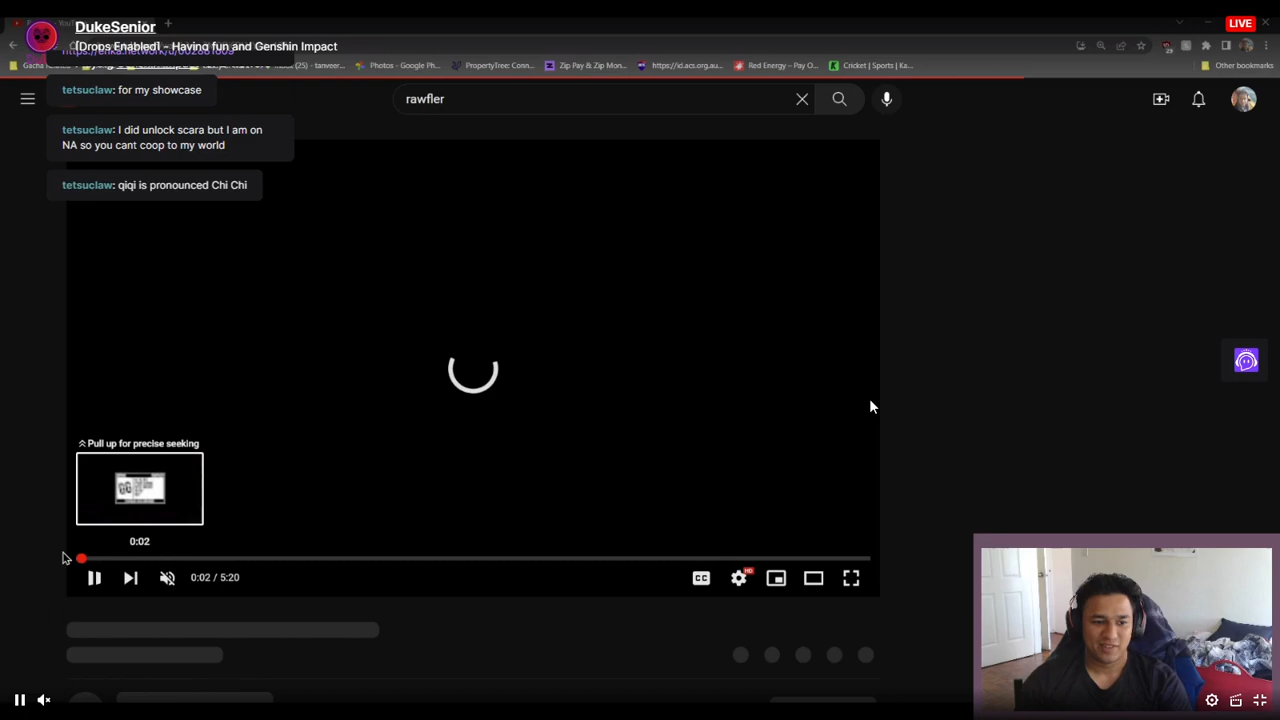 DukeSenior
LIVE
[Drops Enabled] - Having fun and Genshin Impact
Zip Pay & Zip Mon...
Photos - Google Ph...
PropertyTree: Conn...
https://id.acs.org.au...
Red Energy – Pay O...
Cricket | Sports | Ka...
Other bookmarks
tetsuclaw: for my showcase
rawfler
tetsuclaw: I did unlock scara but I am on
NA so you cant coop to my world
tetsuclaw: qiqi is pronounced Chi Chi
Pull up for precise seeking
0:02
0:02 / 5:20
CC
HD